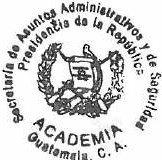 Secretaría de Asuntos Administrativos y de Seguridad
Presidencia de la República
ACADEMIA
Guatemala, C. A.